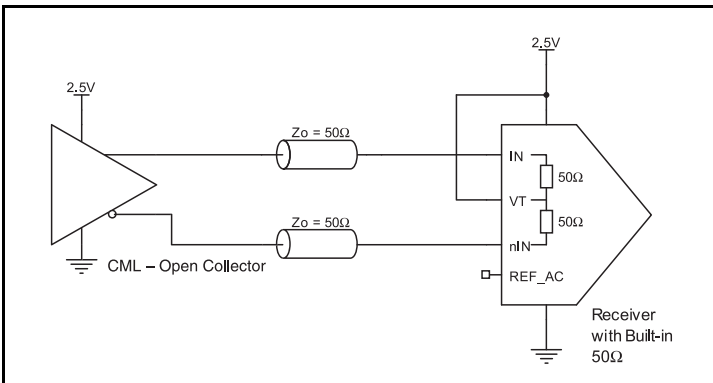 2.5V
2.5V
Zo = 50Ω
IN
50Ω
VT
50Ω
Zo = 50Ω
nIN
CML – Open Collector
REF_AC
Receiver
with Built-in
50Ω